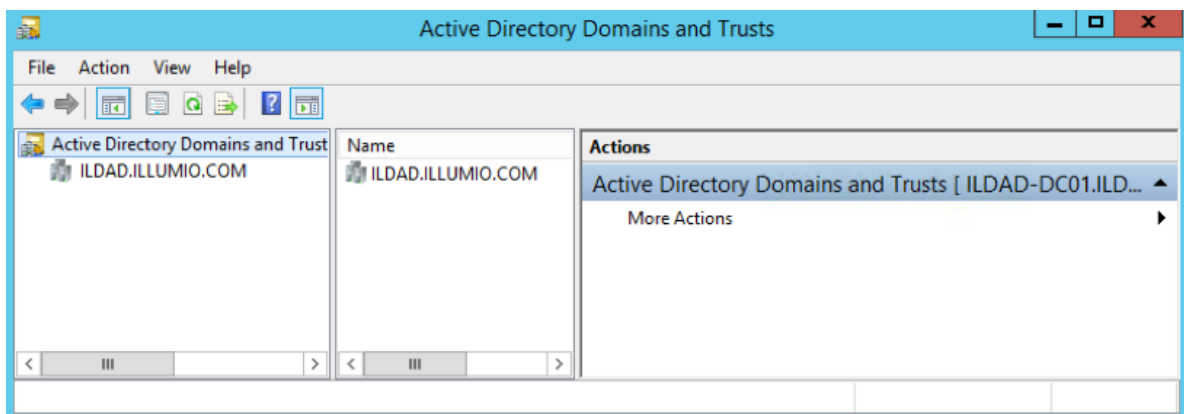 Active Directory Domains and Trusts
File Action View Help
Active Directory Domains and Trust
ILDAD.ILLUMIO.COM
Name
ILDAD.ILLUMIO.COM
Actions
Active Directory Domains and Trusts [ ILDAD-DC01.ILD...
More Actions